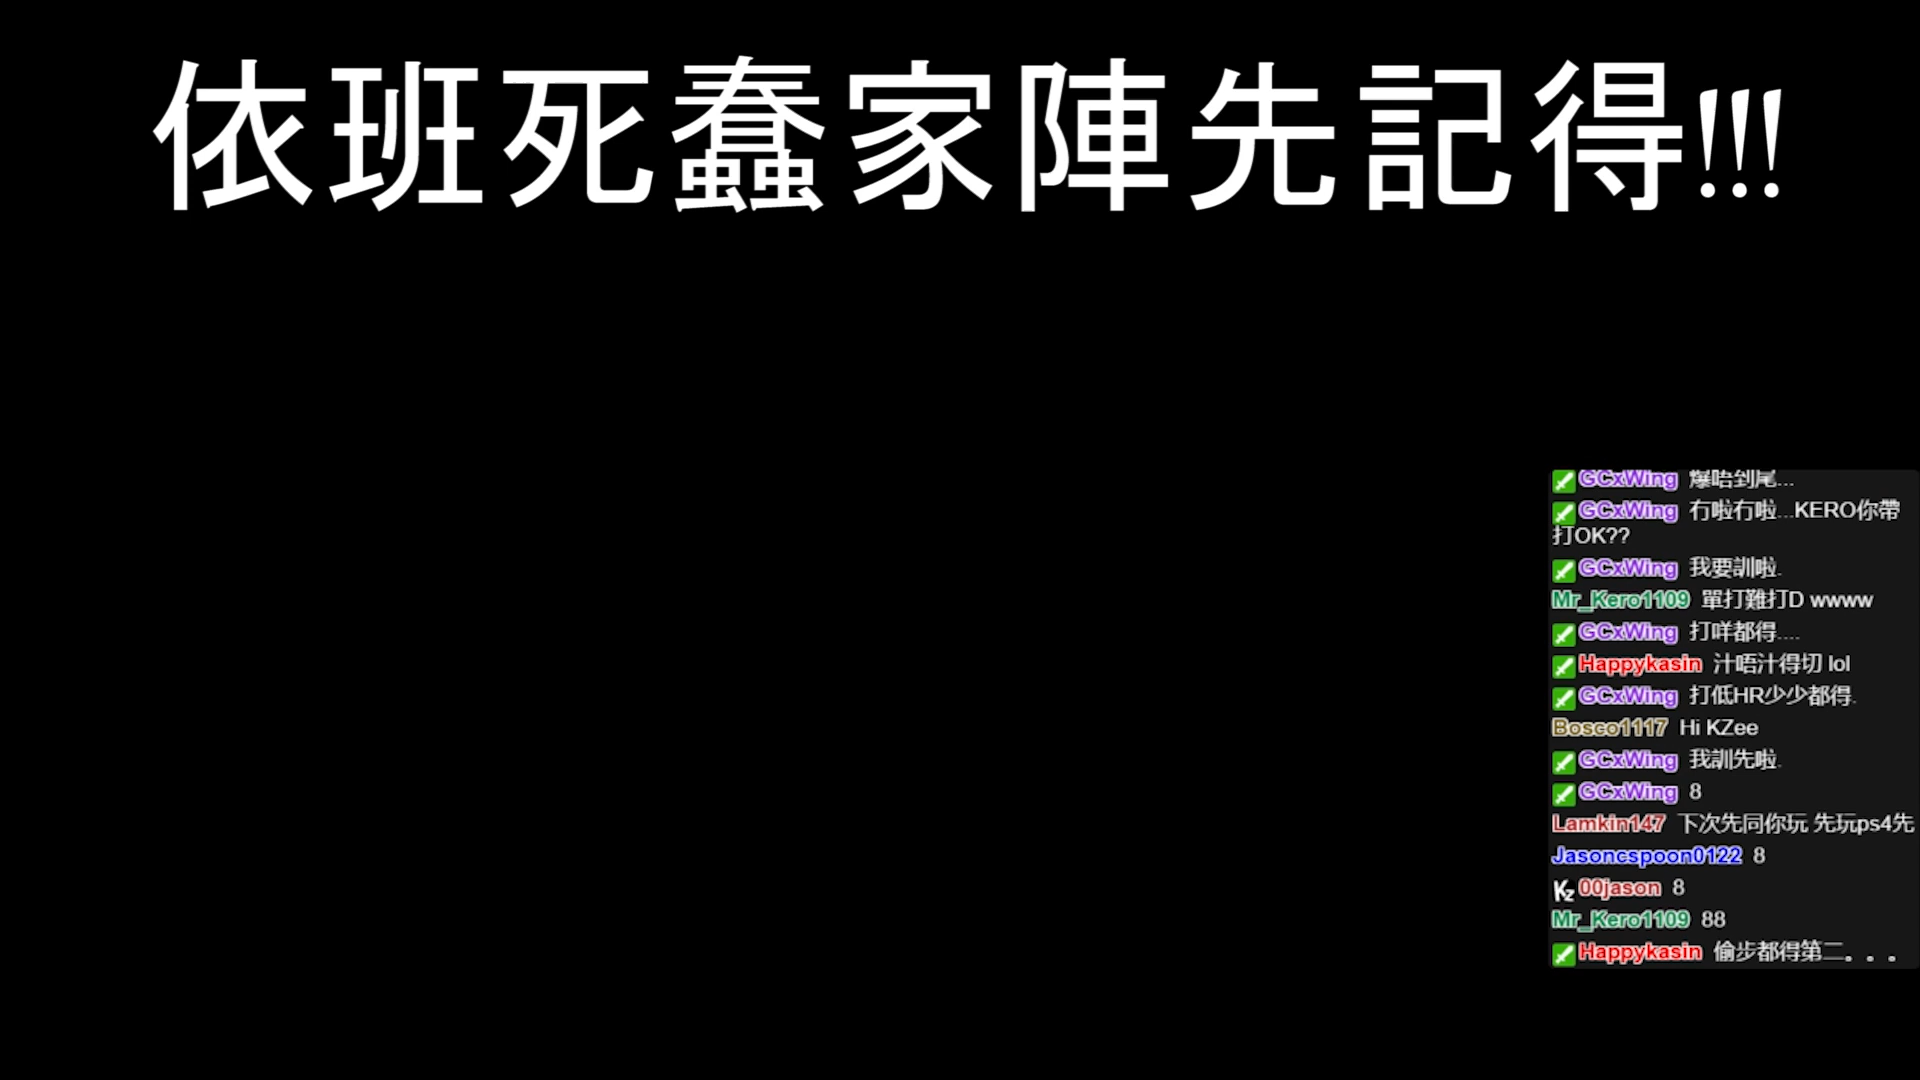 依班死蠢家陣先記得!!!
GCxWing 爆唔到尾...
GCxWing 冇啦冇啦...KERO你帶
打OK??
GCxWing 我要訓啦.
Mr_Kero1109 單打難打D wwww
GCxWing 打咩都得....
Happykasin 汁唔汁得切 lol
GCxWing 打低HR少少都得.
Bosco1117 Hi KZee
GCxWing 我訓先啦.
GCxWing 8
Lamkin147 下次先同你玩 先玩ps4先
Jasoncspoon0122 8
Kz 00jason 8
Mr_Kero1109 88
Happykasin 偷步都得第二。。。